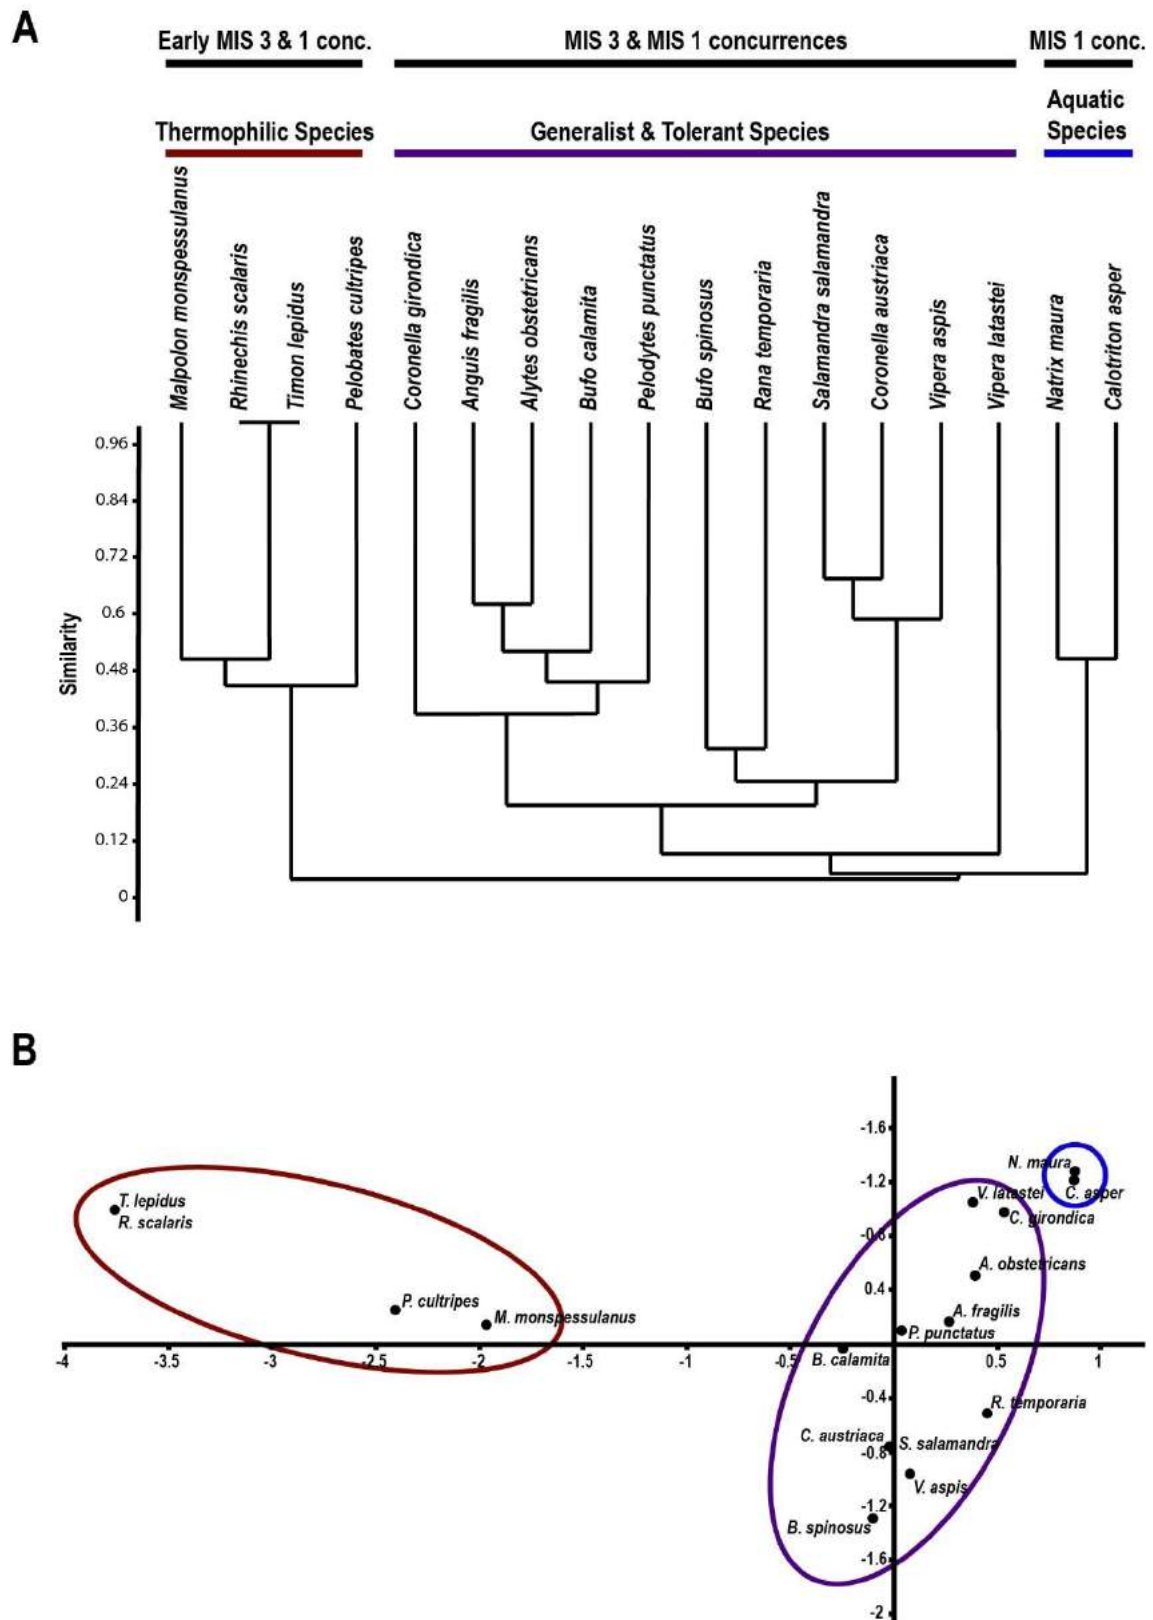 A
Early MIS 3 & 1 conc.
MIS 3 & MIS 1 concurrences
MIS 1 conc.
Thermophilic Species
Generalist & Tolerant Species
Aquatic
Species
Malpolon monspessulanus
Rhinechis scalaris
Timon lepidus
Pelobates cultripes
Coronella girondica
Anguis fragilis
Alytes obstetricans
Bufo calamita
Pelodytes punctatus
Bufo spinosus
Rana temporaria
Salamandra salamandra
Coronella austriaca
Vipera aspis
Vipera latastei
Natrix maura
Calotriton asper
Similarity
0.96
0.84
0.72
0.6
0.48
0.36
0.24
0.12
0
B
-1.6
-1.2
-0.8
0.4
-0.4
-0.8
-1.2
-1.6
-2
-4
-3.5
-3
-2.5
-2
-1.5
-1
-0.5
0.5
1
T. lepidus
R. scalaris
P. cultripes
M. monspessulanus
N. maura
C. asper
V. latastei
C. girondica
A. obstetricans
A. fragilis
P. punctatus
B. calamita
R. temporaria
C. austriaca
S. salamandra
V. aspis
B. spinosus